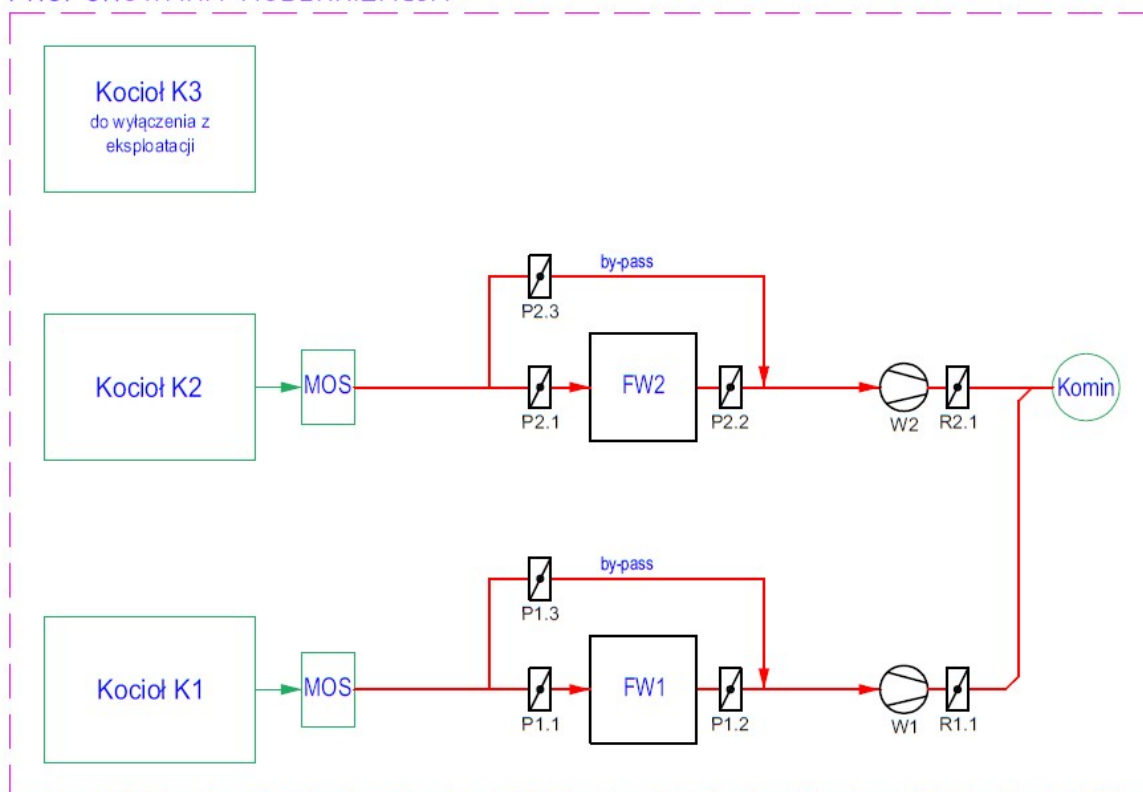 Kocioł K3
do wyłączenia z
eksploatacji
by-pass
P2.3
Kocioł K2
MOS
P2.1
FW2
P2.2
W2
R2.1
Komin
by-pass
P1.3
Kocioł K1
MOS
P1.1
FW1
P1.2
W1
R1.1